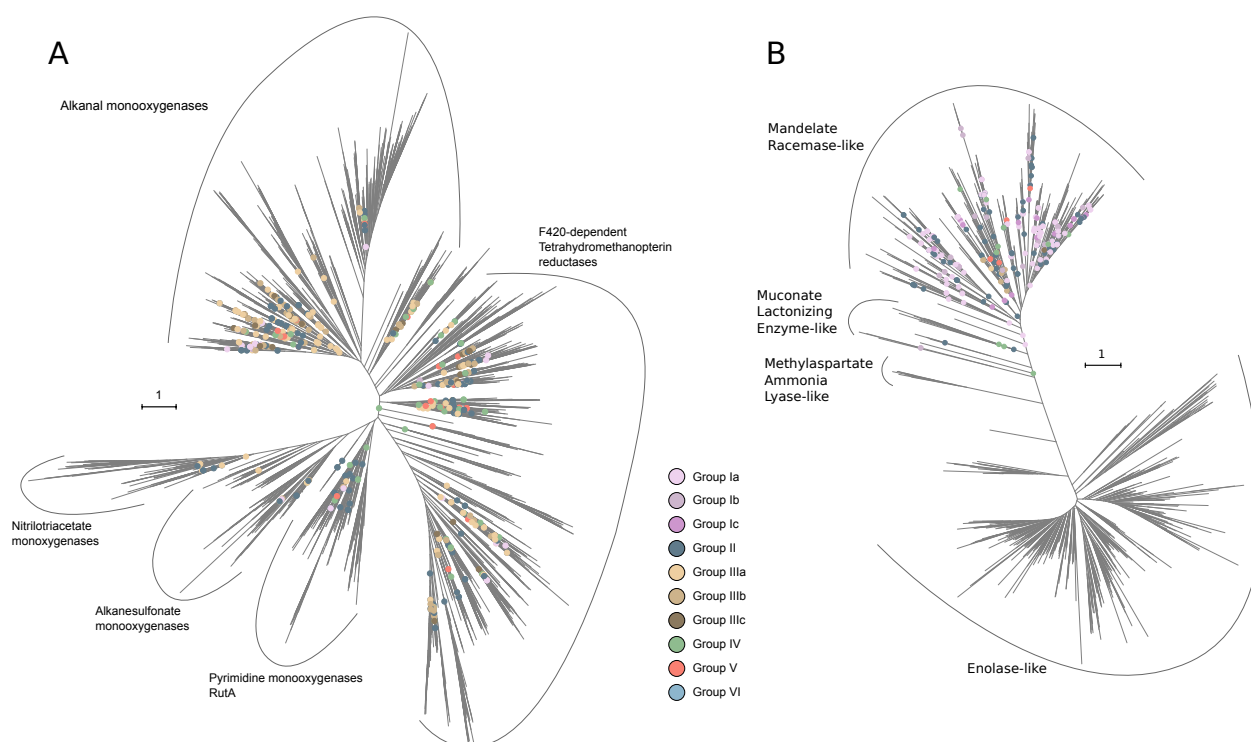 A
Alkanal monooxygenases
F420-dependent
Tetrahydromethanopterin
reductases
1
Nitrilotriacetate
monooxygenases
Alkanesulfonate
monooxygenases
Pyrimidine monooxygenases
RutA
Group Ia
Group Ib
Group Ic
Group II
Group IIIa
Group IIIb
Group IIIc
Group IV
Group V
Group VI
B
Mandelate
Racemase-like
Muconate
Lactonizing
Enzyme-like
Methylaspartate
Ammonia
Lyase-like
1
Enolase-like